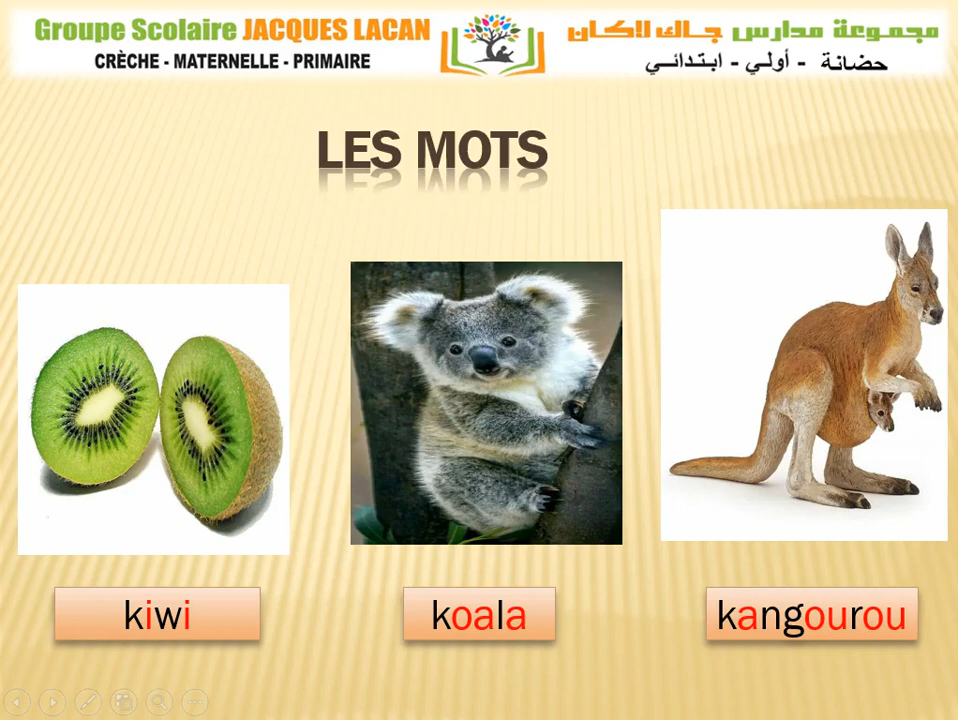 Groupe Scolaire JACQUES LACAN
CRÈCHE - MATERNELLE - PRIMAIRE
مجموعة مدارس جاك لاكان
حضانة - أولي - ابتدائي
LES MOTS
kiwi
koala
kangourou